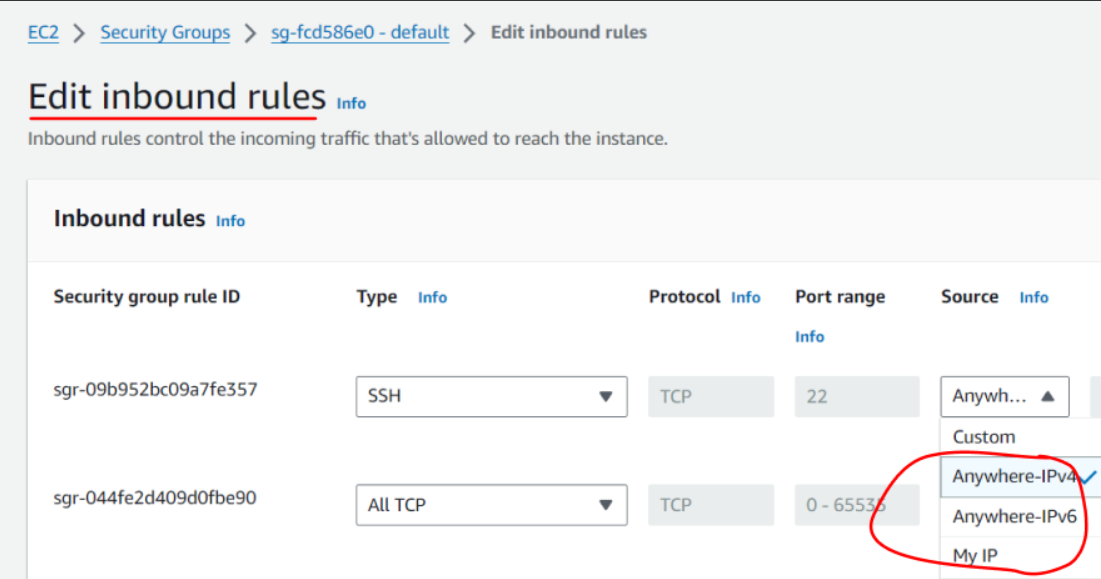 EC2 > Security Groups > sg-fcd586e0 - default > Edit inbound rules
Edit inbound rules Info
Inbound rules control the incoming traffic that's allowed to reach the instance.
Inbound rules Info
Security group rule ID Type Info Protocol Info Port range Source Info
Info
sgr-09b952bc09a7fe357 SSH TCP 22 Anywh...
Custom
Anywhere-IPv4
sgr-044fe2d409d0fbe90 All TCP TCP 0 - 65535
Anywhere-IPv6
My IP